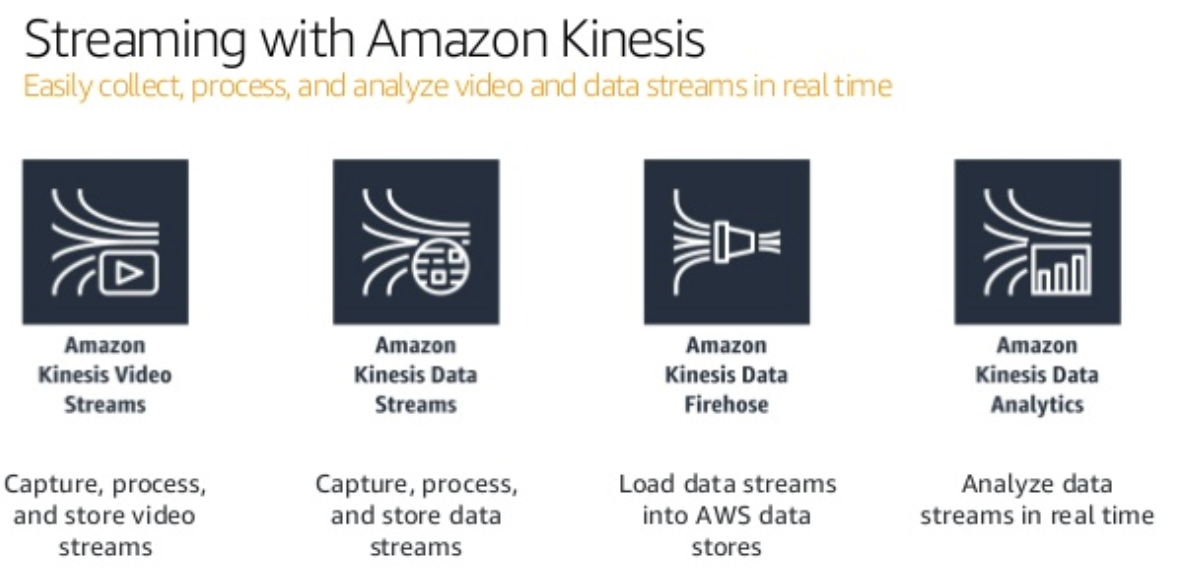 Streaming with Amazon Kinesis
Easily collect, process, and analyze video and data streams in real time
Amazon
Kinesis Video
Streams
Capture, process,
and store video
streams
Amazon
Kinesis Data
Streams
Capture, process,
and store data
streams
Amazon
Kinesis Data
Firehose
Load data streams
into AWS data
stores
Amazon
Kinesis Data
Analytics
Analyze data
streams in real time